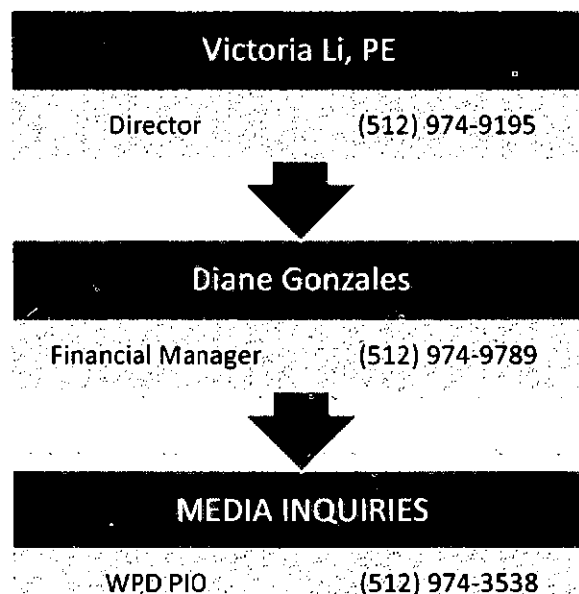 Victoria Li, PE
Director (512) 974-9195
Diane Gonzales
Financial Manager (512) 974-9789
MEDIA INQUIRIES
WPD PIO (512) 974-3538